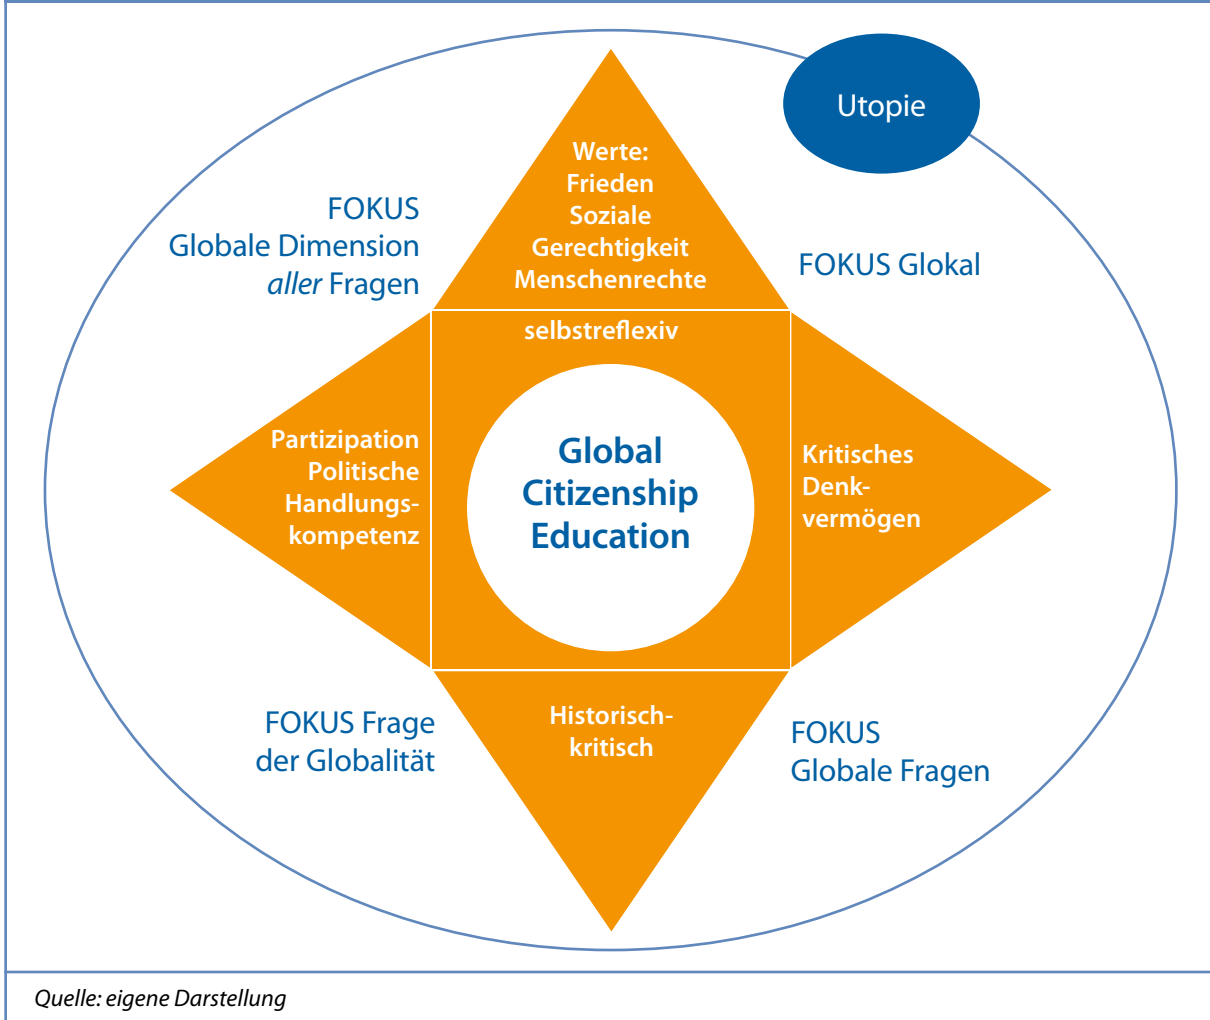 Utopie
Werte:
Frieden
Soziale
Gerechtigkeit
Menschenrechte
FOKUS
Globale Dimension
aller Fragen
FOKUS Glokal
selbstreflexiv
Partizipation
Politische
Handlungs-
kompetenz
Global
Citizenship
Education
Kritisches
Denk-
vermögen
FOKUS Frage
der Globalität
Historisch-
kritisch
FOKUS
Globale Fragen
Quelle: eigene Darstellung